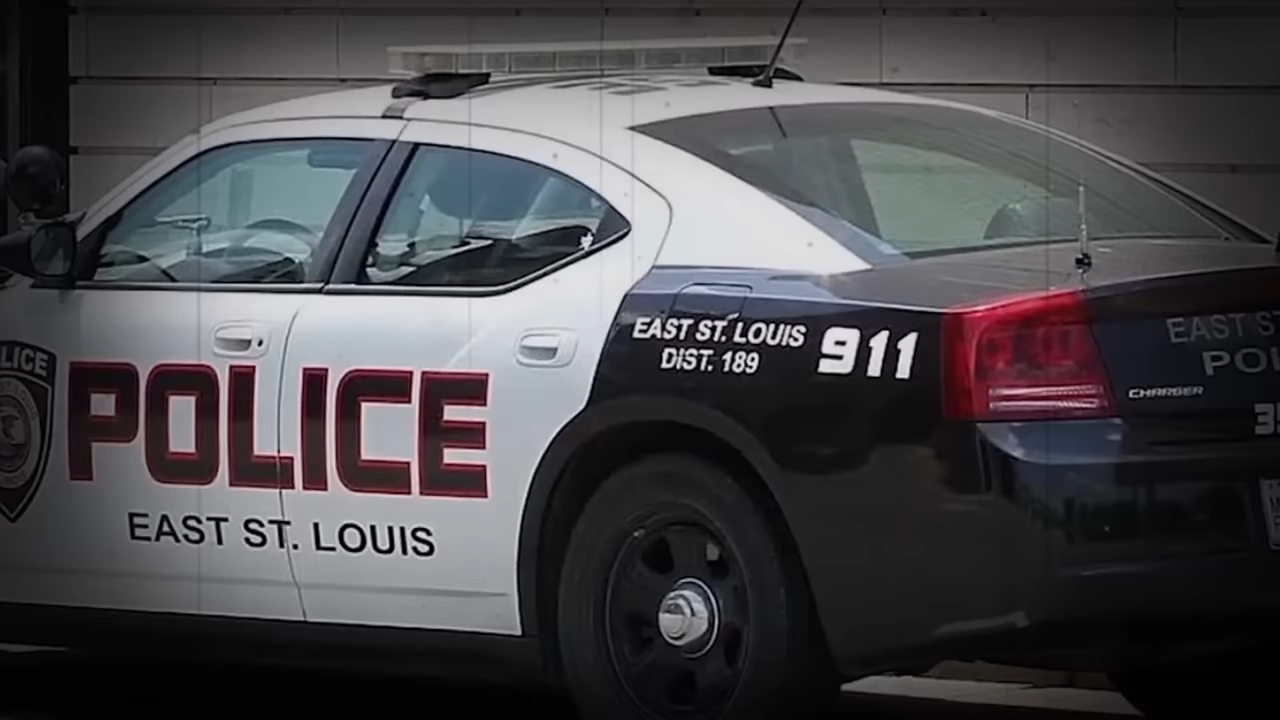 POLICE
EAST ST. LOUIS
EAST ST. LOUIS
DIST. 189
911
CHARGER